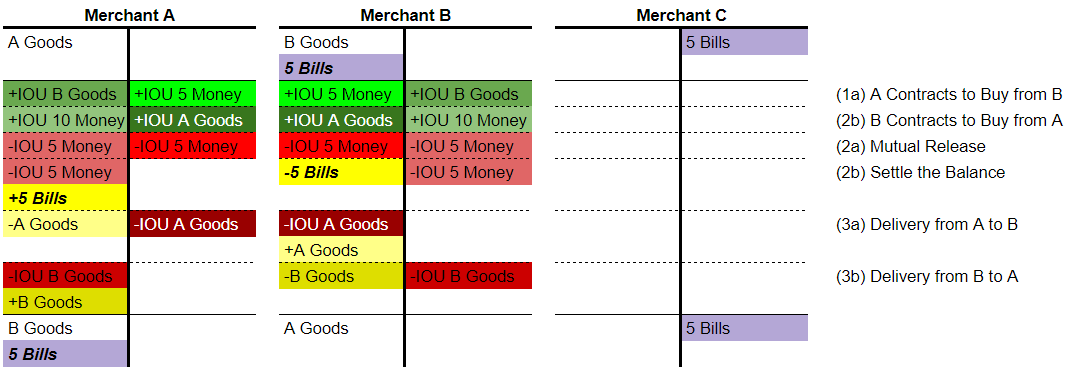 Merchant A Merchant B Merchant C
A Goods B Goods 5 Bills
5 Bills
+IOU B Goods +IOU 5 Money +IOU 5 Money +IOU B Goods (1a) A Contracts to Buy from B
+IOU 10 Money +IOU A Goods +IOU A Goods +IOU 10 Money (2b) B Contracts to Buy from A
-IOU 5 Money -IOU 5 Money -IOU 5 Money -IOU 5 Money (2a) Mutual Release
-IOU 5 Money -5 Bills -IOU 5 Money (2b) Settle the Balance
+5 Bills
-A Goods -IOU A Goods -IOU A Goods (3a) Delivery from A to B
+A Goods
-IOU B Goods -B Goods -IOU B Goods (3b) Delivery from B to A
+B Goods
B Goods A Goods 5 Bills
5 Bills